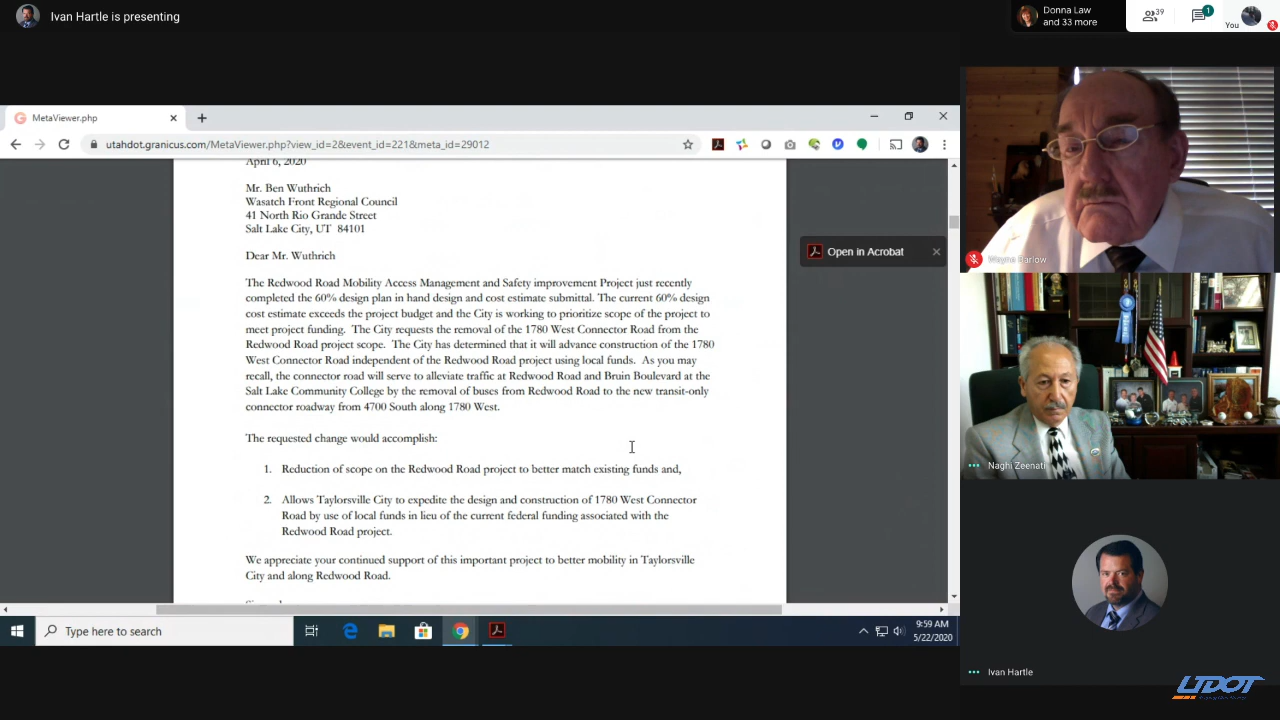 Ivan Hartle is presenting
Donna Law
and 33 more
39
1
You
MetaViewer.php
utahdot.granicus.com/MetaViewer.php?view_id=2&event_id=221&meta_id=29012
April 6, 2020
Mr. Ben Wuthrich
Wasatch Front Regional Council
41 North Rio Grande Street
Salt Lake City, UT 84101
Open in Acrobat
Dear Mr. Wuthrich
The Redwood Road Mobility Access Management and Safety improvement Project just recently
completed the 60% design plan in hand design and cost estimate submittal. The current 60% design
cost estimate exceeds the project budget and the City is working to prioritize scope of the project to
meet project funding. The City requests the removal of the 1780 West Connector Road from the
Redwood Road project scope. The City has determined that it will advance construction of the 1780
West Connector Road independent of the Redwood Road project using local funds. As you may
recall, the connector road will serve to alleviate traffic at Redwood Road and Bruin Boulevard at the
Salt Lake Community College by the removal of buses from Redwood Road to the new transit-only
connector roadway from 4700 South along 1780 West.
The requested change would accomplish:
1. Reduction of scope on the Redwood Road project to better match existing funds and,
2. Allows Taylorsville City to expedite the design and construction of 1780 West Connector
Road by use of local funds in lieu of the current federal funding associated with the
Redwood Road project.
We appreciate your continued support of this important project to better mobility in Taylorsville
City and along Redwood Road.
Type here to search
9:59 AM
5/22/2020
Wayne Barlow
Naghi Zeenati
Ivan Hartle
UDOT